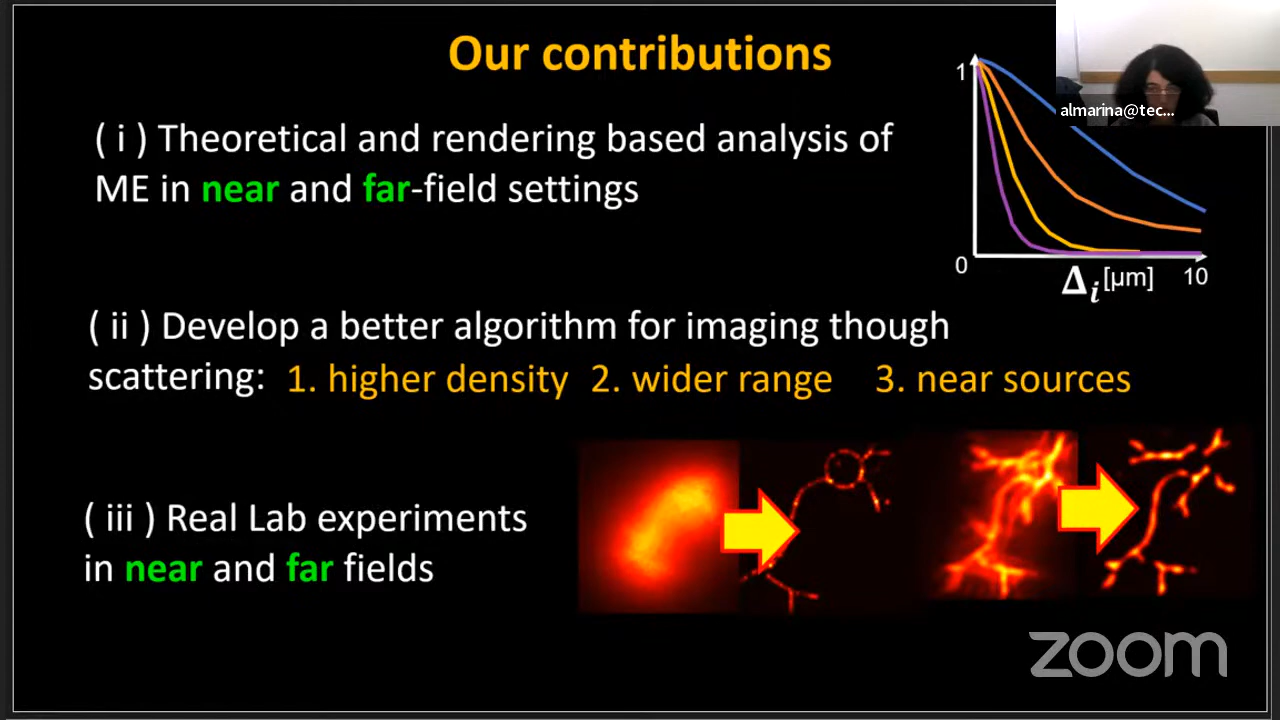 Our contributions
1
almarina@tec...
( i ) Theoretical and rendering based analysis of
ME in near and far-field settings
0
Δi[μm]
10
( ii ) Develop a better algorithm for imaging though
scattering: 1. higher density 2. wider range 3. near sources
( iii ) Real Lab experiments
in near and far fields
zoom